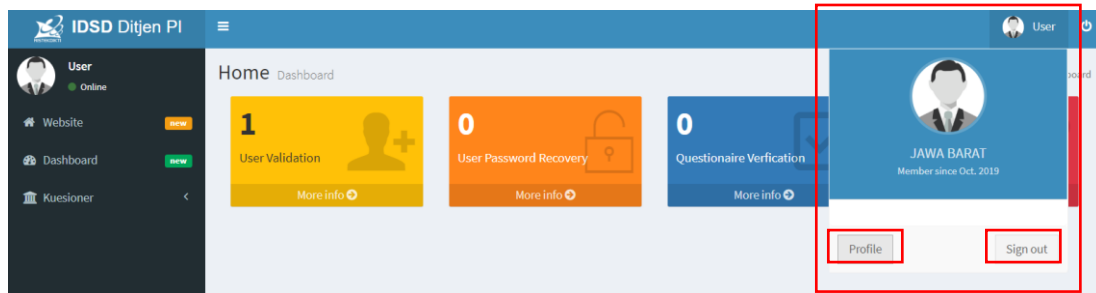 IDSD Ditjen PI
User
User
Online
Home Dashboard
Website new
Dashboard new
Kuesioner
1
User Validation
More info
0
User Password Recovery
More info
0
Questionaire Verfication
More info
JAWA BARAT
Member since Oct. 2019
Profile
Sign out